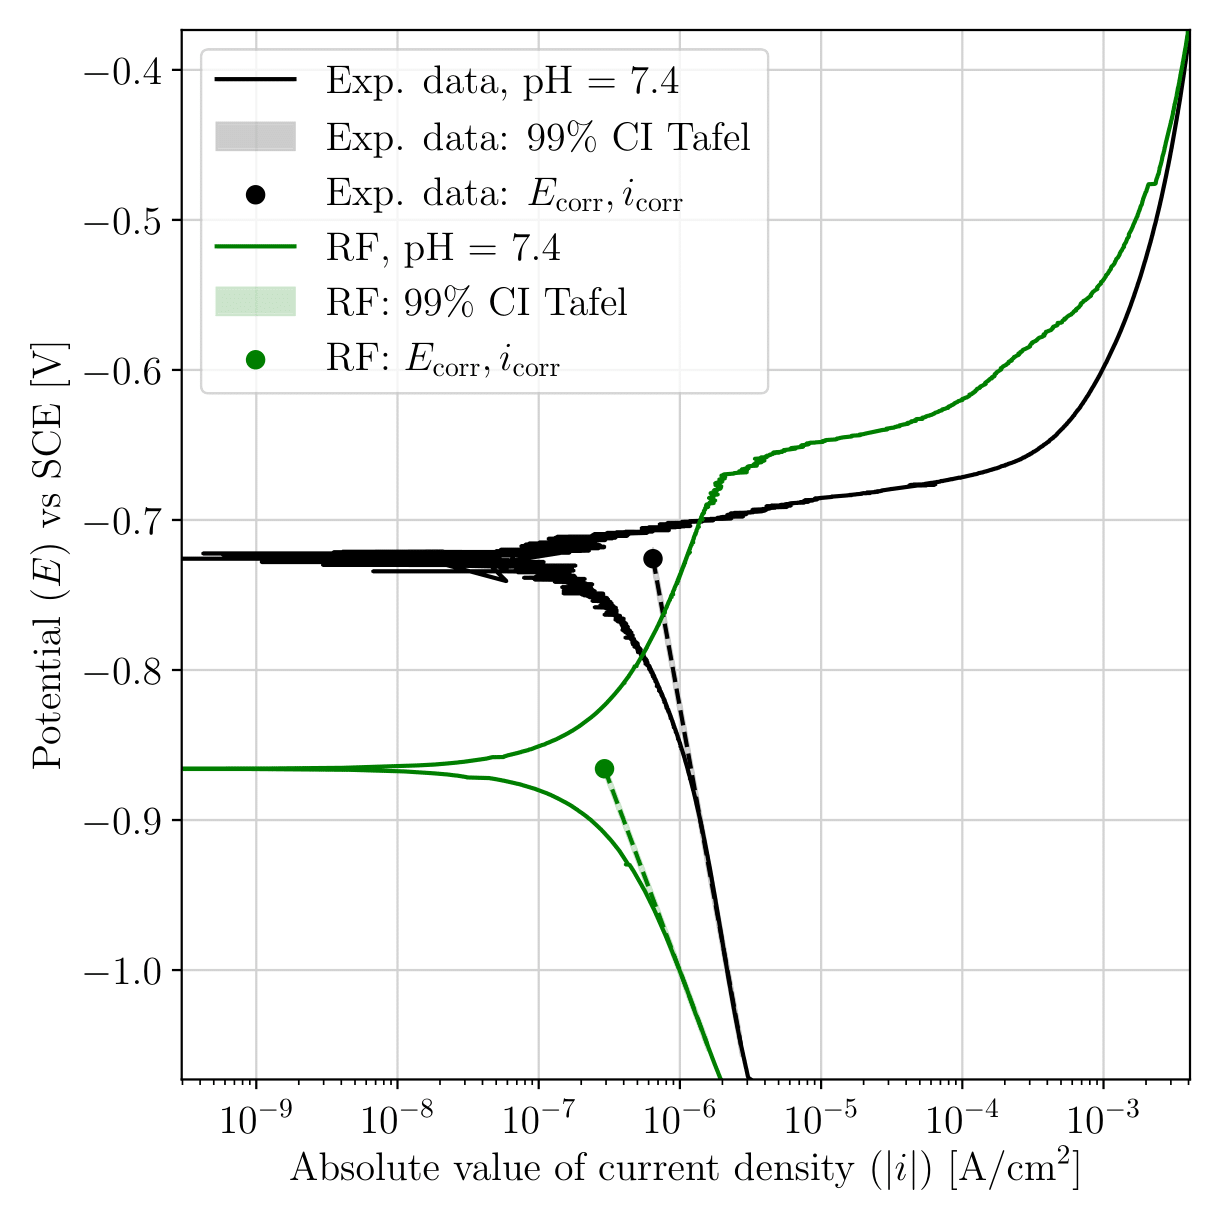 Exp. data, pH = 7.4
Exp. data: 99% CI Tafel
Exp. data: E_corr, i_corr
RF, pH = 7.4
RF: 99% CI Tafel
RF: E_corr, i_corr
Potential (E) vs SCE [V]
−0.4
−0.5
−0.6
−0.7
−0.8
−0.9
−1.0
10⁻⁹ 10⁻⁸ 10⁻⁷ 10⁻⁶ 10⁻⁵ 10⁻⁴ 10⁻³
Absolute value of current density (|i|) [A/cm²]